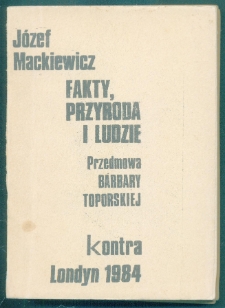 Józef
Mackiewicz
FAKTY,
PRZYRODA
I LUDZIE
Przedmowa
BARBARY
TOPORSKIEJ
kontra
Londyn 1984